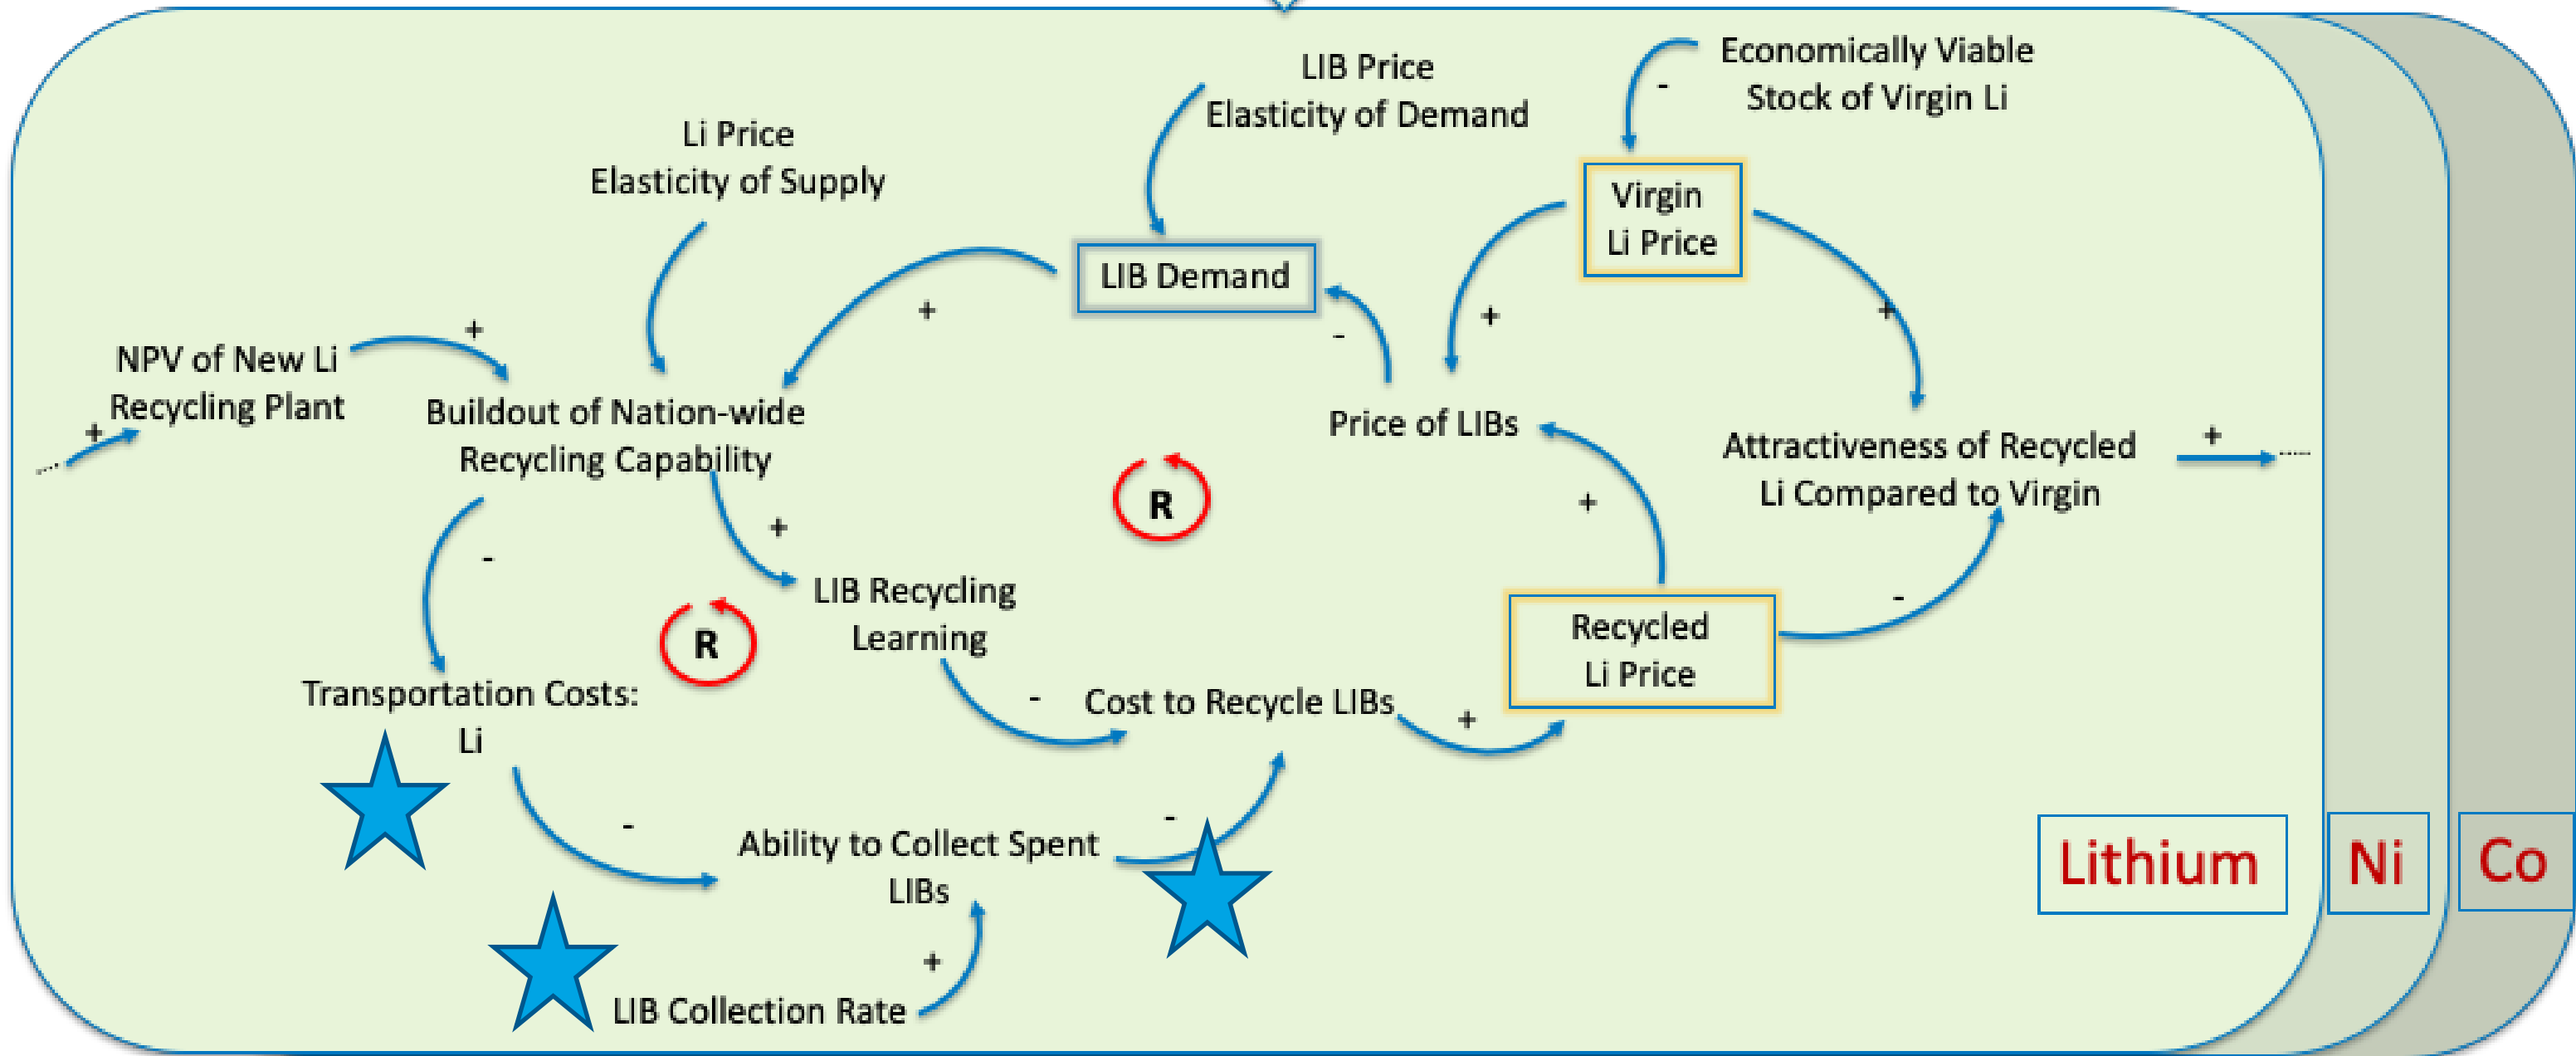 LIB Price
Elasticity of Demand
Economically Viable
Stock of Virgin Li
-
Li Price
Elasticity of Supply
Virgin
Li Price
LIB Demand
+
+
-
+
+
NPV of New Li
Recycling Plant
+
Buildout of Nation-wide
Recycling Capability
Price of LIBs
Attractiveness of Recycled
Li Compared to Virgin
+
R
+
+
-
LIB Recycling
Learning
R
Recycled
Li Price
-
Transportation Costs:
Li
-
Cost to Recycle LIBs
+
-
Ability to Collect Spent
LIBs
-
Lithium
Ni
Co
+
LIB Collection Rate